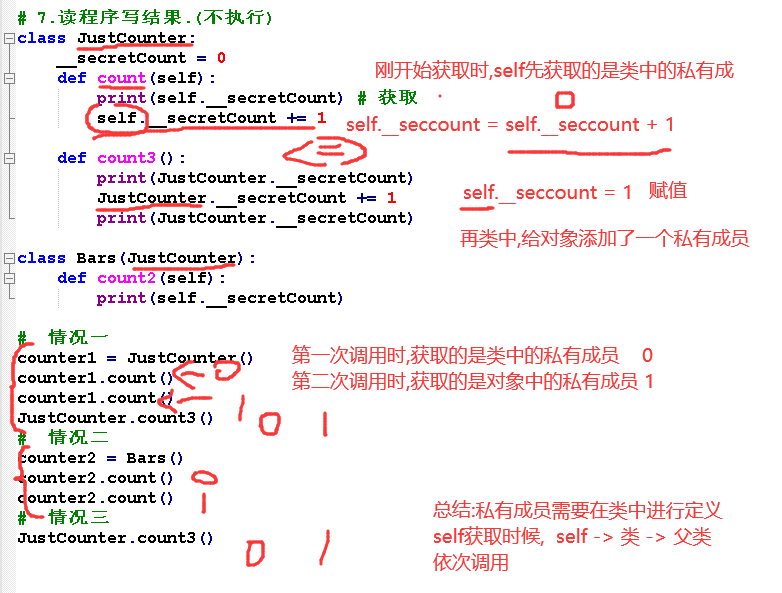 # 7.读程序写结果.(不执行)
class JustCounter:
__secretCount = 0
def count(self):
刚开始获取时,self先获取的是类中的私有成
print(self.__secretCount) # 获取
self.__secretCount += 1
self.__seccount = self.__seccount + 1
def count3():
print(JustCounter.__secretCount)
JustCounter.__secretCount += 1
self.__seccount = 1 赋值
print(JustCounter.__secretCount)
再类中,给对象添加了一个私有成员
class Bars(JustCounter):
def count2(self):
print(self.__secretCount)
# 情况一
counter1 = JustCounter()
第一次调用时,获取的是类中的私有成员 0
counter1.count() 0
第二次调用时,获取的是对象中的私有成员 1
counter1.count() 1
JustCounter.count3() 0 1
# 情况二
counter2 = Bars()
counter2.count() 0
counter2.count() 1
# 情况三
总结:私有成员需要在类中进行定义
self获取时候, self -> 类 -> 父类
依次调用
JustCounter.count3() 0 1